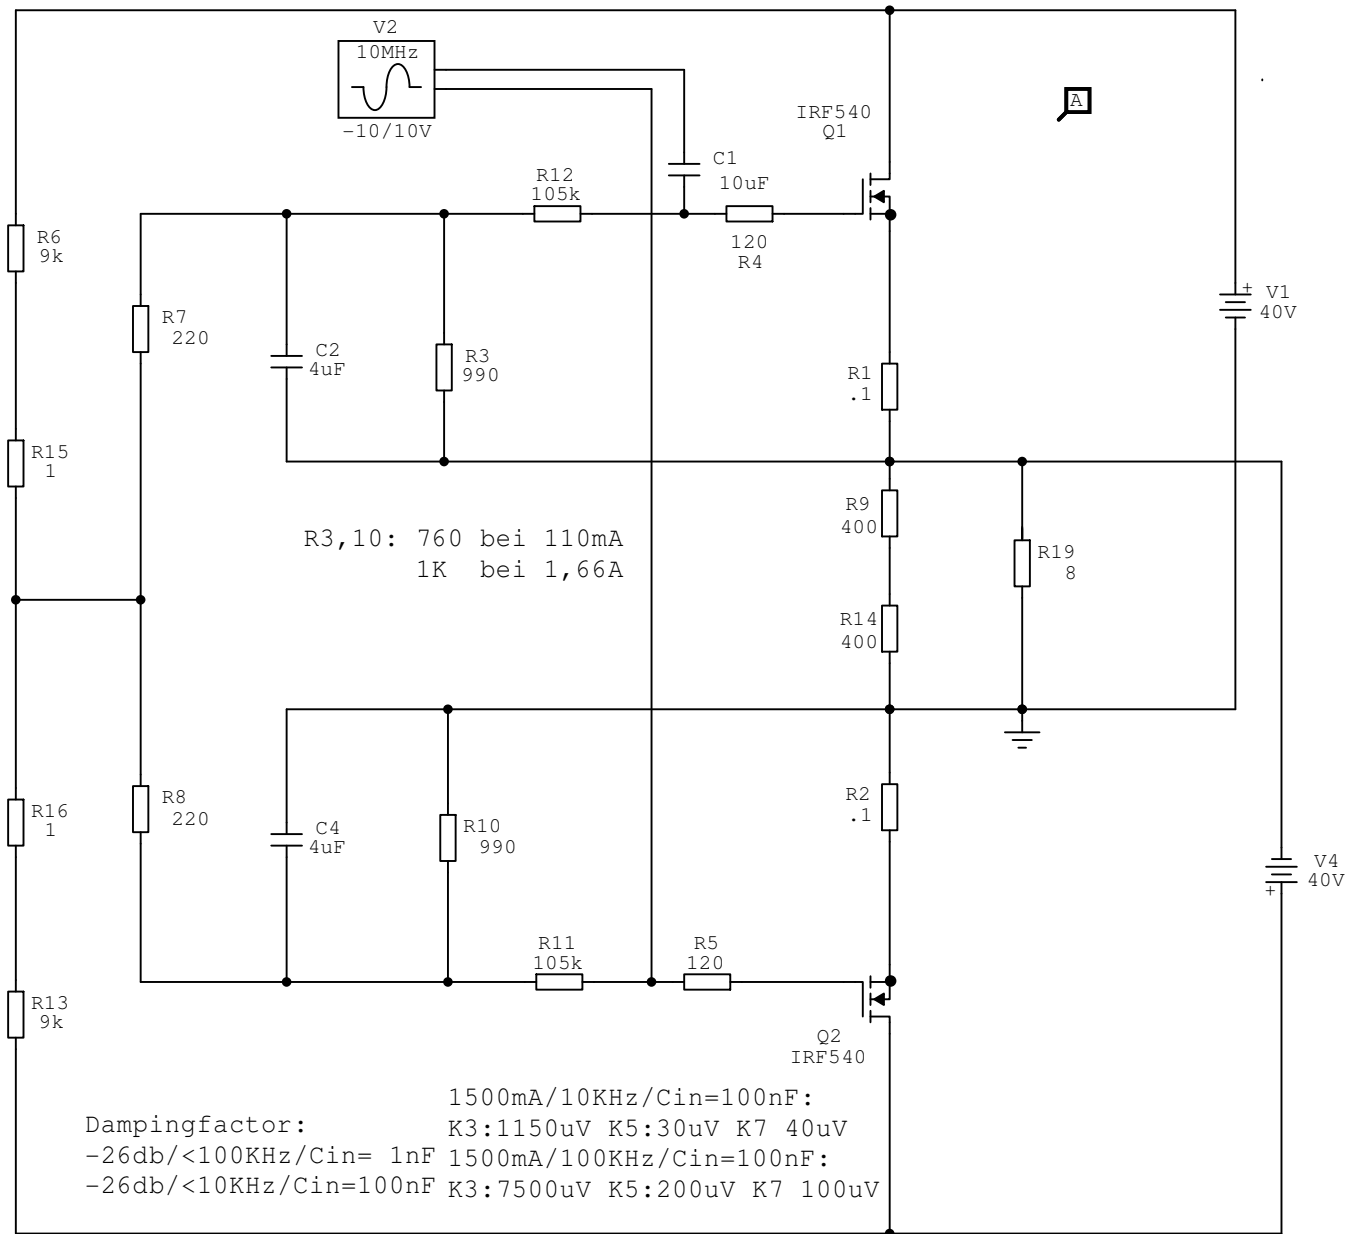 V2
10MHz
-10/10V
A
IRF540
Q1
C1
10uF
R12
105k
120
R4
R6
9k
R7
220
C2
4uF
R3
990
R1
.1
+
V1
40V
R15
1
R9
400
R3,10: 760 bei 110mA
1K bei 1,66A
R19
8
R14
400
R16
1
R8
220
C4
4uF
R10
990
R2
.1
V4
40V
+
R11
105k
R5
120
R13
9k
Q2
IRF540
Dampingfactor:
-26db/<100KHz/Cin= 1nF
-26db/<10KHz/Cin=100nF
1500mA/10KHz/Cin=100nF:
K3:1150uV K5:30uV K7 40uV
1500mA/100KHz/Cin=100nF:
K3:7500uV K5:200uV K7 100uV